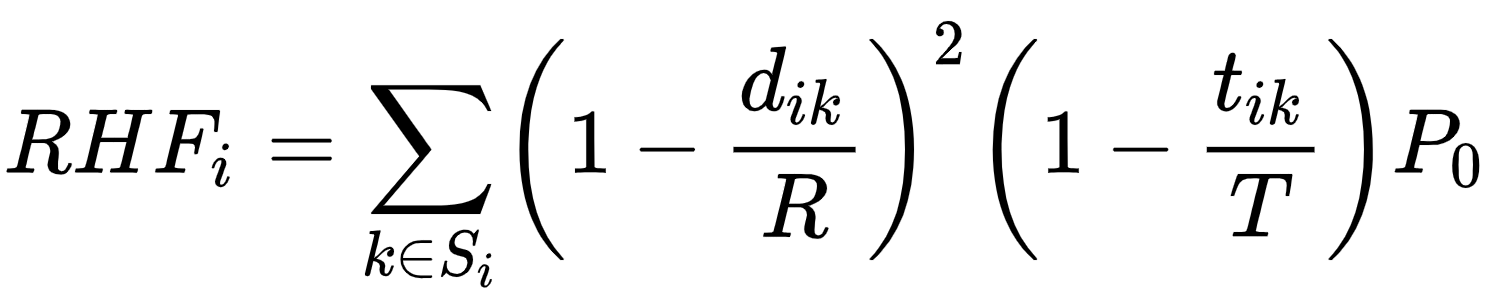 $RHF_i = \sum_{k \in S_i} \left(1 - \frac{d_{ik}}{R}\right)^2 \left(1 - \frac{t_{ik}}{T}\right) P_0$